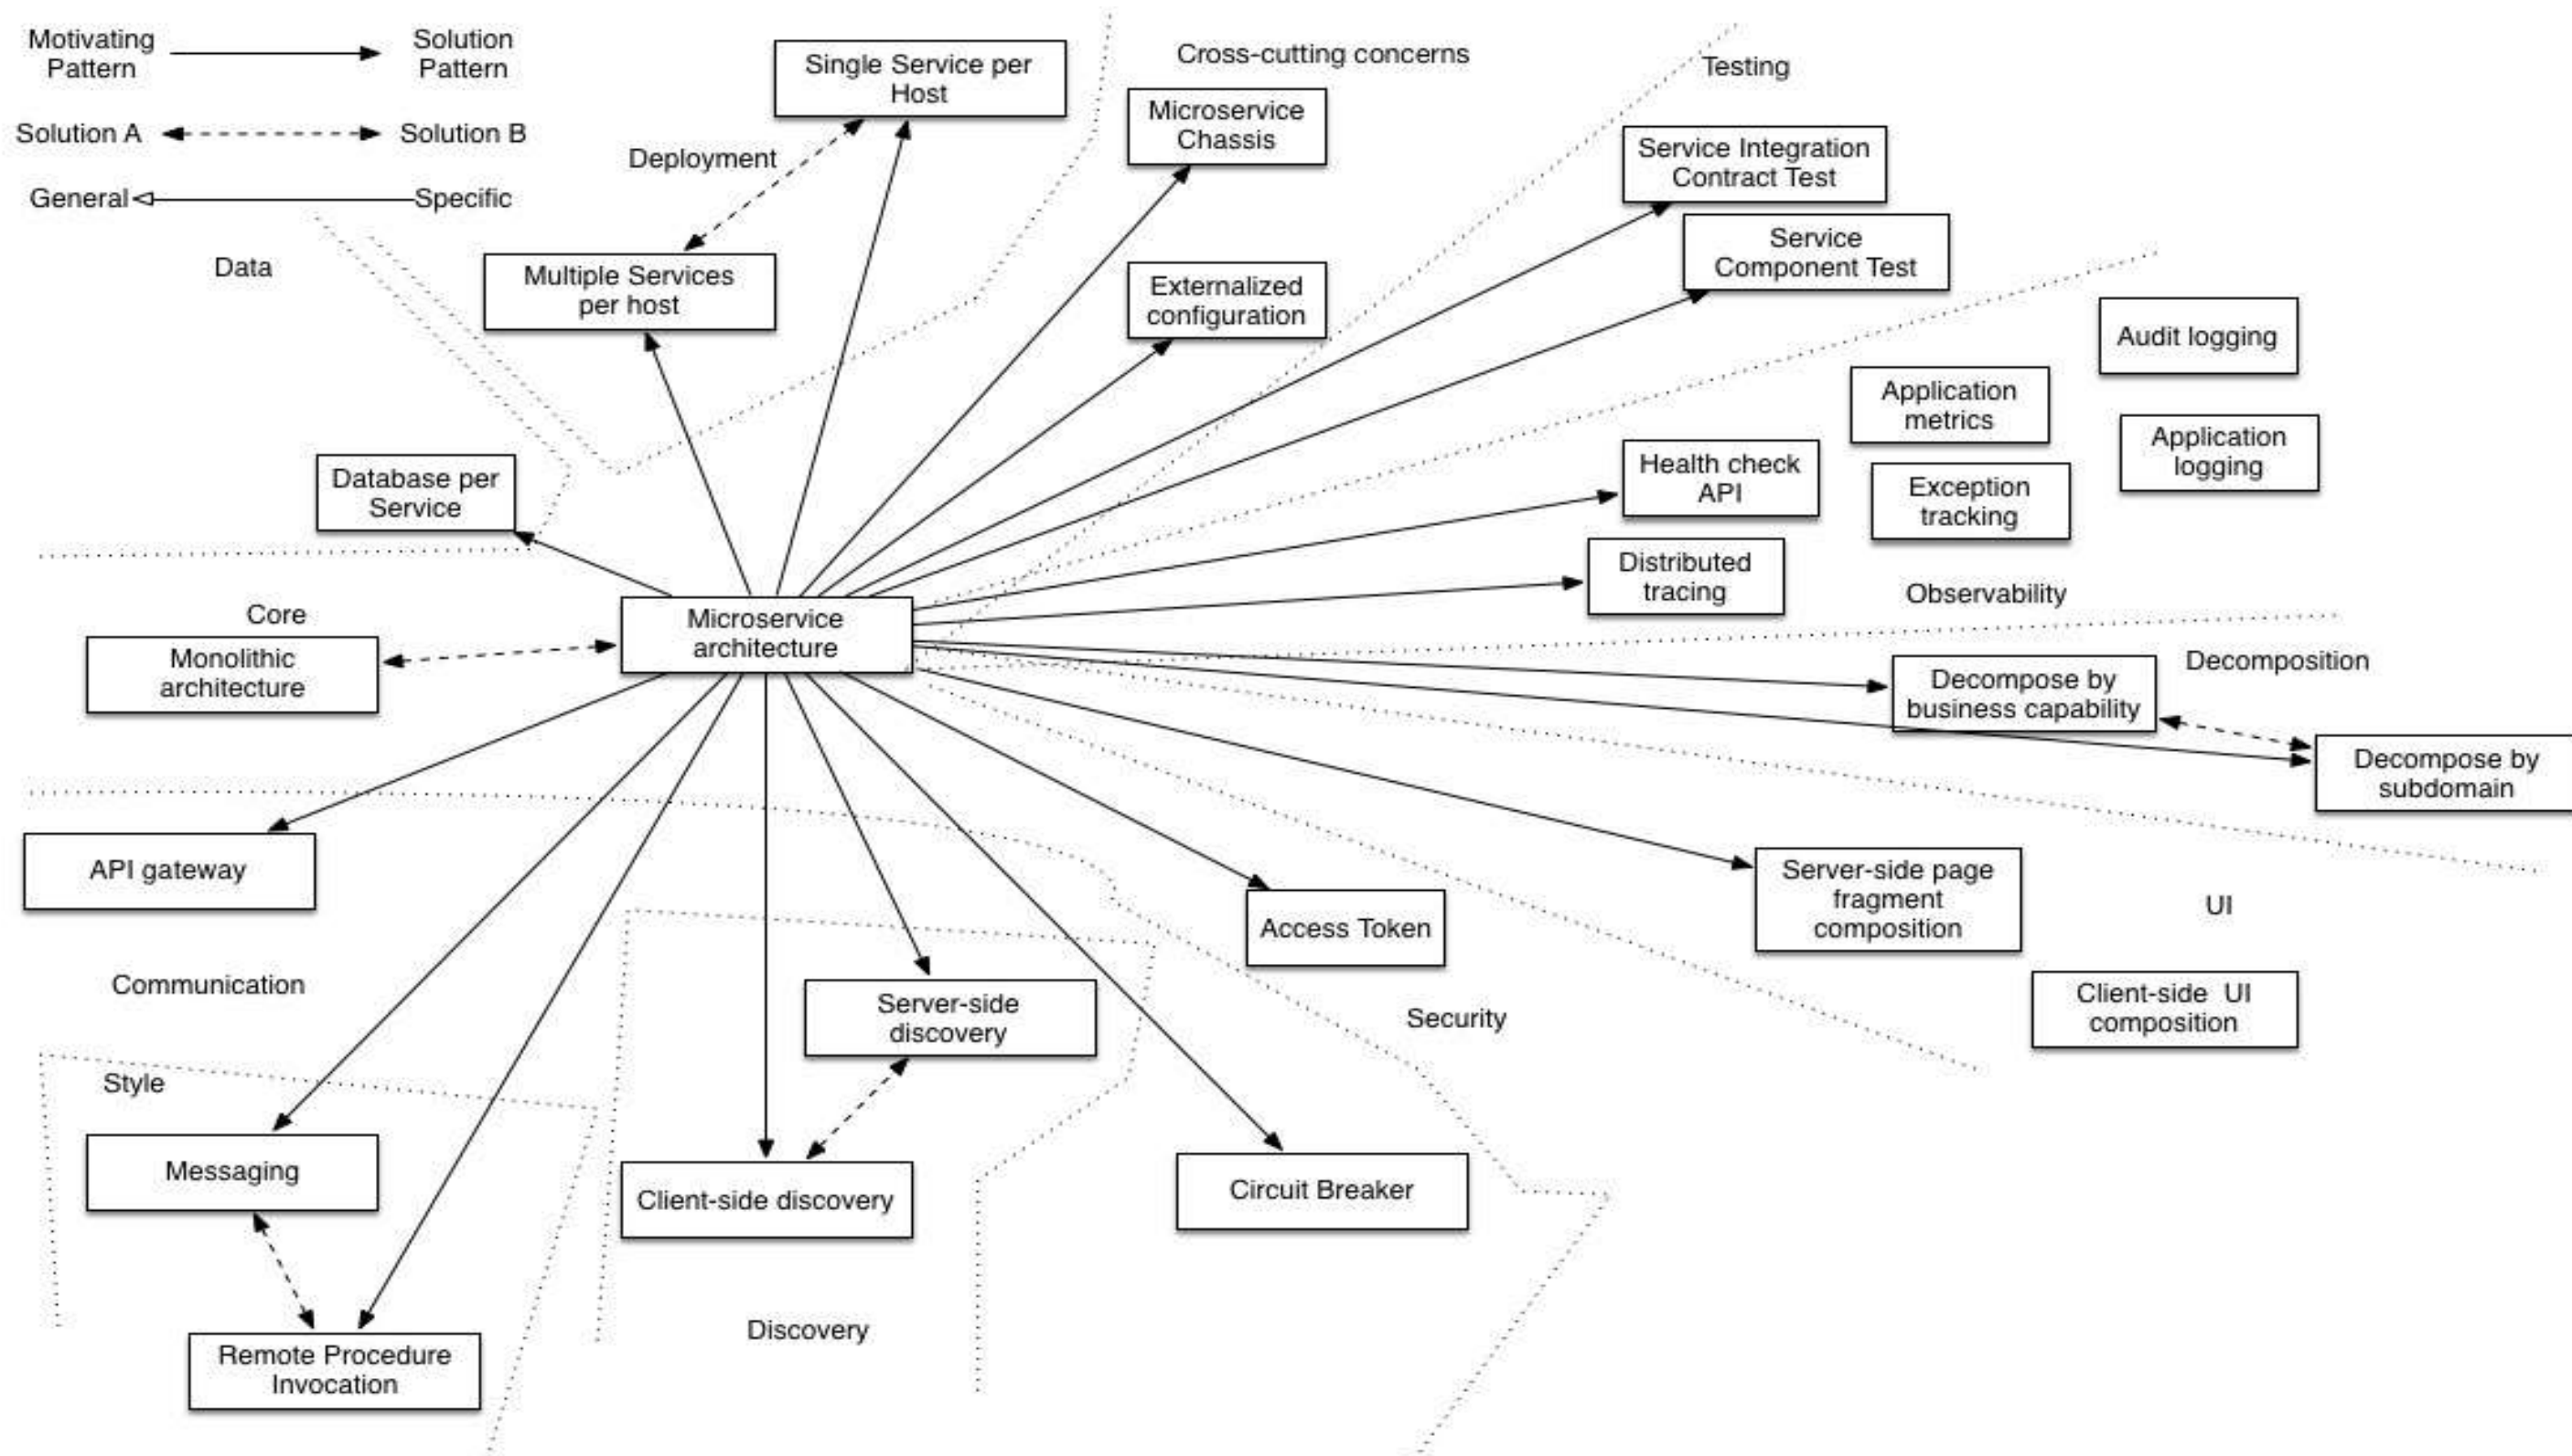 Motivating
Pattern
Solution
Pattern
Solution A
Solution B
General
Specific
Data
Deployment
Single Service per
Host
Multiple Services
per host
Cross-cutting concerns
Microservice
Chassis
Externalized
configuration
Testing
Service Integration
Contract Test
Service
Component Test
Audit logging
Application
metrics
Application
logging
Health check
API
Exception
tracking
Distributed
tracing
Observability
Database per
Service
Core
Monolithic
architecture
Microservice
architecture
Decomposition
Decompose by
business capability
Decompose by
subdomain
API gateway
Communication
Style
Messaging
Remote Procedure
Invocation
Server-side
discovery
Client-side discovery
Discovery
Access Token
Security
Circuit Breaker
Server-side page
fragment
composition
UI
Client-side UI
composition